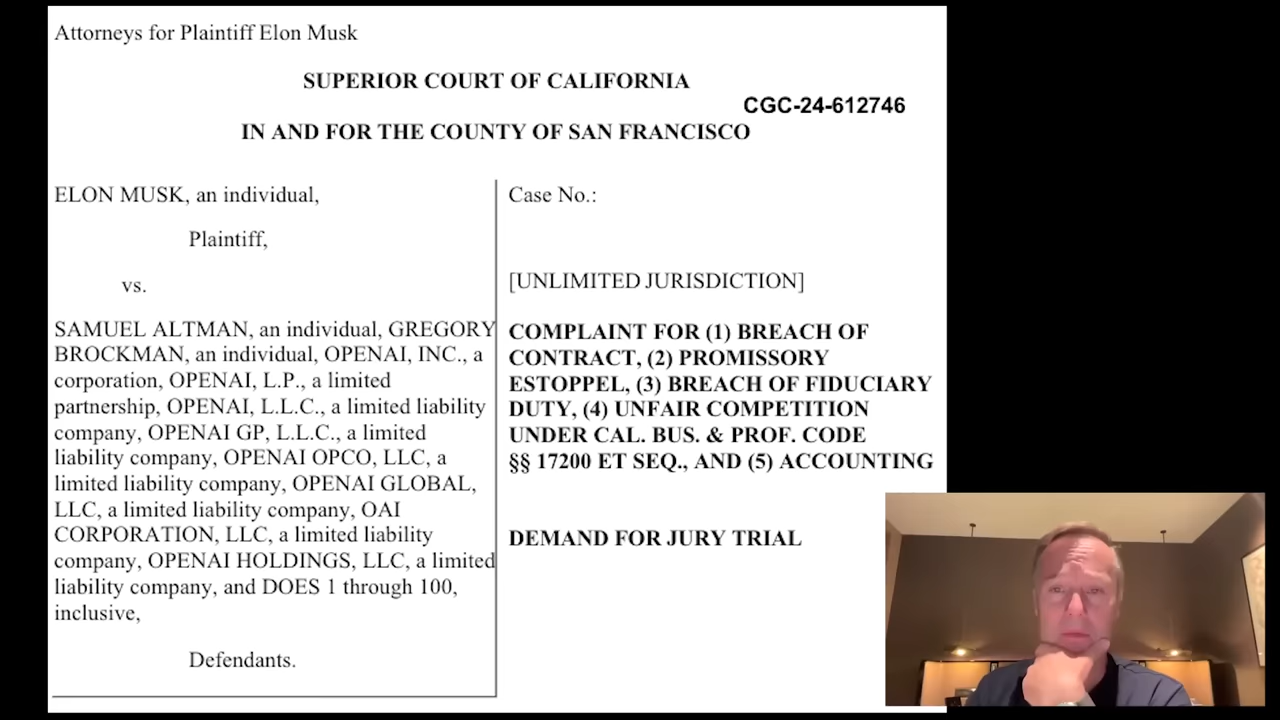 Attorneys for Plaintiff Elon Musk
SUPERIOR COURT OF CALIFORNIA
CGC-24-612746
IN AND FOR THE COUNTY OF SAN FRANCISCO
ELON MUSK, an individual,
Plaintiff,
vs.
SAMUEL ALTMAN, an individual, GREGORY
BROCKMAN, an individual, OPENAI, INC., a
corporation, OPENAI, L.P., a limited
partnership, OPENAI, L.L.C., a limited liability
company, OPENAI GP, L.L.C., a limited
liability company, OPENAI OPCO, LLC, a
limited liability company, OPENAI GLOBAL,
LLC, a limited liability company, OAI
CORPORATION, LLC, a limited liability
company, OPENAI HOLDINGS, LLC, a limited
liability company, and DOES 1 through 100,
inclusive,
Defendants.
Case No.:
[UNLIMITED JURISDICTION]
COMPLAINT FOR (1) BREACH OF
CONTRACT, (2) PROMISSORY
ESTOPPEL, (3) BREACH OF FIDUCIARY
DUTY, (4) UNFAIR COMPETITION
UNDER CAL. BUS. & PROF. CODE
§§ 17200 ET SEQ., AND (5) ACCOUNTING
DEMAND FOR JURY TRIAL